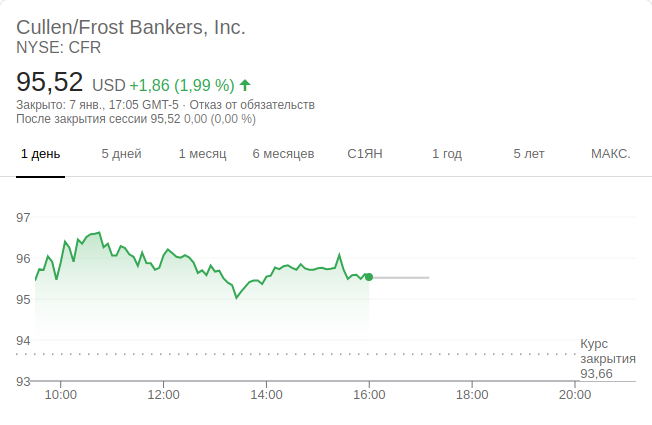 Cullen/Frost Bankers, Inc.
NYSE: CFR
95,52 USD +1,86 (1,99 %)
Закрыто: 7 янв., 17:05 GMT-5 · Отказ от обязательств
После закрытия сессии 95,52 0,00 (0,00 %)
1 день 5 дней 1 месяц 6 месяцев С1ЯН 1 год 5 лет МАКС.
97
96
95
94
Курс
закрытия
93,66
93
10:00 12:00 14:00 16:00 18:00 20:00